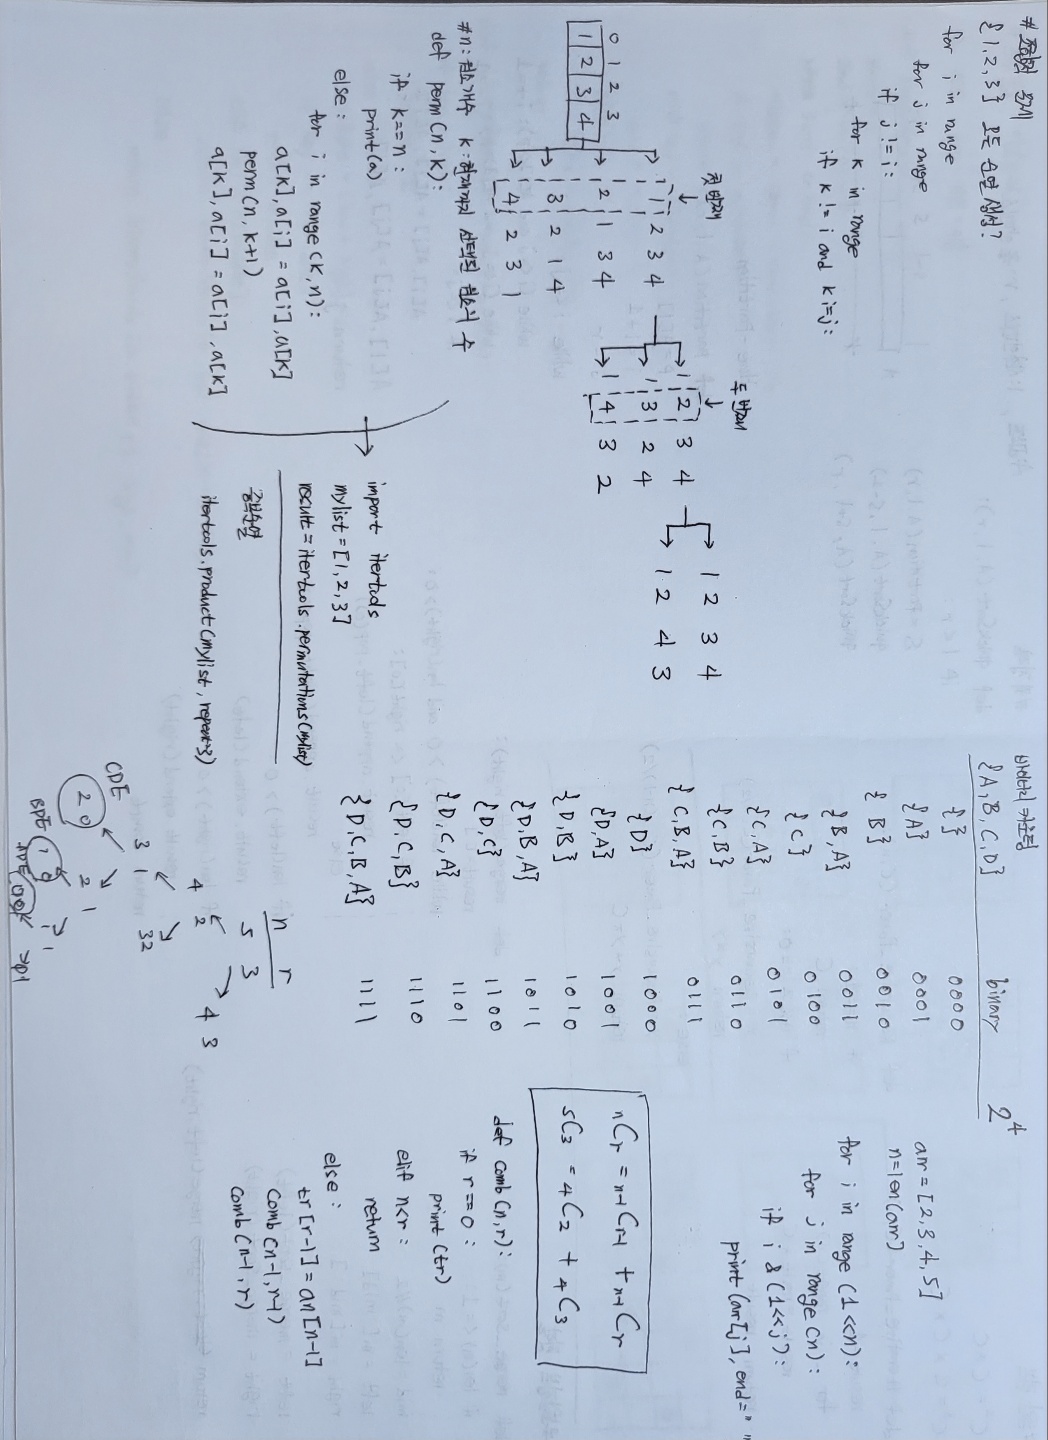 # 조합적 문제
{1,2,3} 모든 순열 생성?
for i in range
for j in range
if j != i:
for k in range
if k != i and k != j:
첫번째
두번째
0 1 2 3
1 2 3 4
1 2 3 4
2 1 3 4
3 2 1 4
4 2 3 1
1 2 3 4
1 3 2 4
1 4 3 2
1 2 3 4
1 2 4 3
#n: 원소개수 k: 현재까지 선택된 원소의 수
def perm(n,k):
if k==n:
print(a)
else:
for i in range(k,n):
a[k],a[i] = a[i],a[k]
perm(n,k+1)
a[k],a[i] = a[i],a[k]
import itertools
mylist = [1,2,3]
result = itertools.permutations(mylist)
중복순열
itertools.product(mylist, repeat=3)
바이너리 카운팅
{A,B,C,D} binary 2^4
{} 0000
{A} 0001
{B} 0010
{B,A} 0011
{C} 0100
{C,A} 0101
{C,B} 0110
{C,B,A} 0111
{D} 1000
{D,A} 1001
{D,B} 1010
{D,B,A} 1011
{D,C} 1100
{D,C,A} 1101
{D,C,B} 1110
{D,C,B,A} 1111
n r
5 3
4 2 4 3
3 1 3 2
CDE
2 0 2 1
BDE 1 0 1 1
ADE 0 0 0 1
arr = [2,3,4,5]
n=len(arr)
for i in range (1<<n):
for j in range(n):
if i & (1<<j):
print(arr[j], end=" "
nCr = n-1Cr-1 + n-1Cr
5C3 = 4C2 + 4C3
def comb(n,r):
if r==0:
print(tr)
elif n<r:
return
else:
tr[r-1] = an[n-1]
comb(n-1,r-1)
comb(n-1,r)